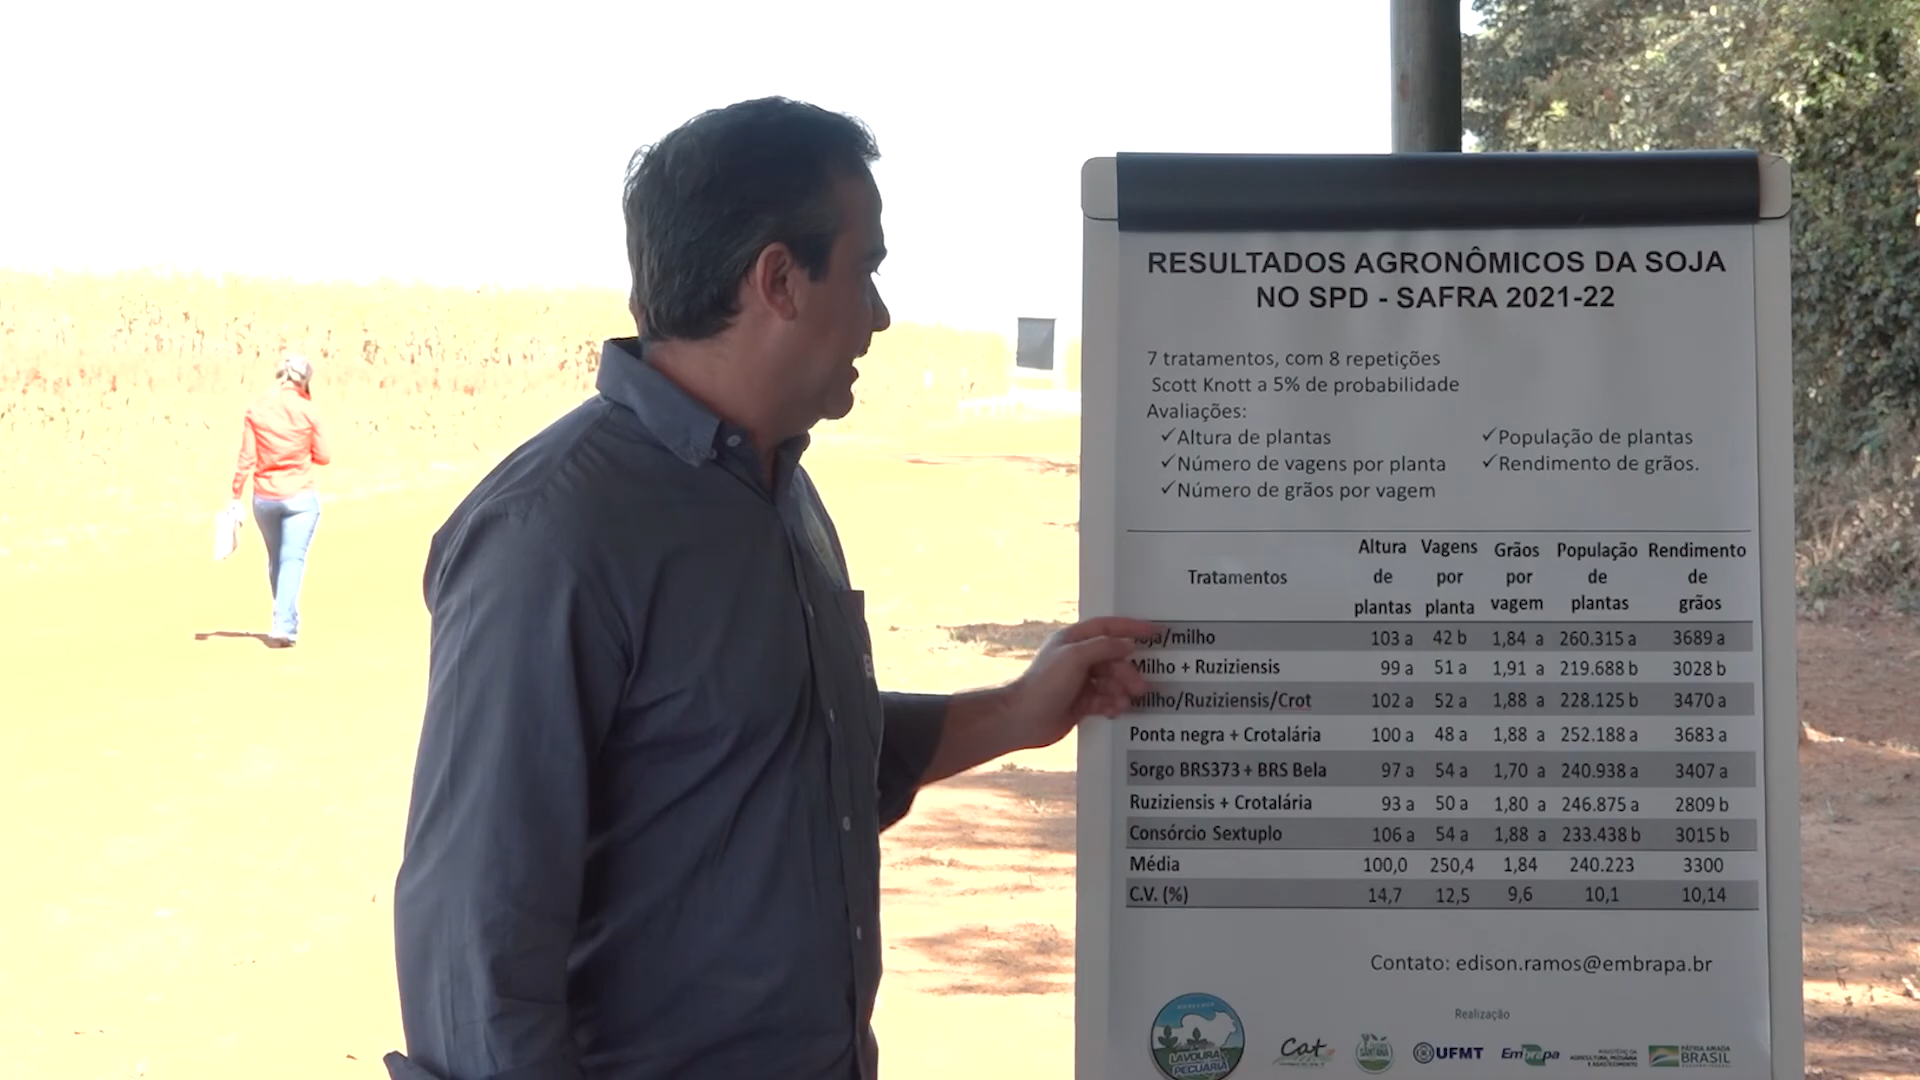 RESULTADOS AGRONÔMICOS DA SOJA
NO SPD - SAFRA 2021-22
7 tratamentos, com 8 repetições
Scott Knott a 5% de probabilidade
Avaliações:
✓Altura de plantas ✓População de plantas
✓Número de vagens por planta ✓Rendimento de grãos.
✓Número de grãos por vagem
Tratamentos Altura de plantas Vagens por planta Grãos por vagem População de plantas Rendimento de grãos
/milho 103 a 42 b 1,84 a 260.315 a 3689 a
Milho + Ruziziensis 99 a 51 a 1,91 a 219.688 b 3028 b
Milho/Ruziziensis/Crot 102 a 52 a 1,88 a 228.125 b 3470 a
Ponta negra + Crotalária 100 a 48 a 1,88 a 252.188 a 3683 a
Sorgo BRS373 + BRS Bela 97 a 54 a 1,70 a 240.938 a 3407 a
Ruziziensis + Crotalária 93 a 50 a 1,80 a 246.875 a 2809 b
Consórcio Sextuplo 106 a 54 a 1,88 a 233.438 b 3015 b
Média 100,0 250,4 1,84 240.223 3300
C.V. (%) 14,7 12,5 9,6 10,1 10,14
Contato: edison.ramos@embrapa.br
Realização
LAVOURA
PECUÁRIA
Cat
SANTANA
UFMT
Embrapa
PÁTRIA AMADA
BRASIL